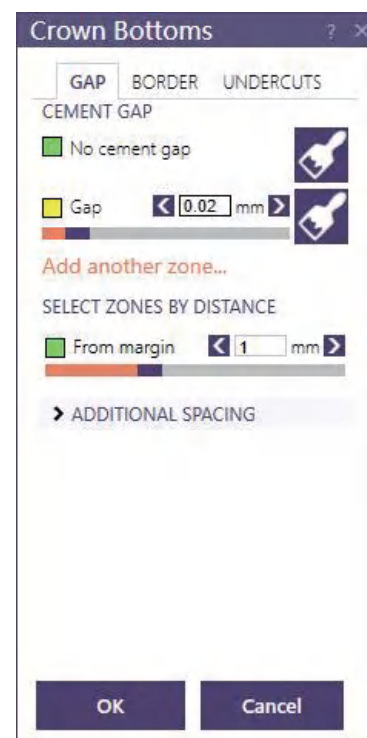 Crown Bottoms ? ×
GAP BORDER UNDERCUTS
CEMENT GAP
No cement gap
Gap 0.02 mm
Add another zone...
SELECT ZONES BY DISTANCE
From margin 1 mm
ADDITIONAL SPACING
OK Cancel